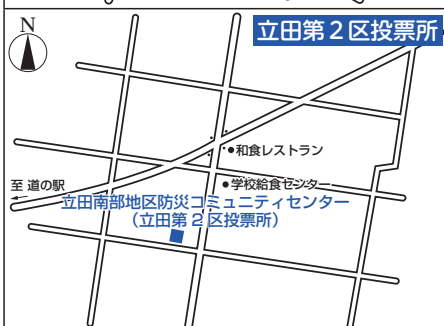 立田第2区投票所
N
和食レストラン
学校給食センター
至 道の駅
立田南部地区防災コミュニティセンター
（立田第2区投票所）